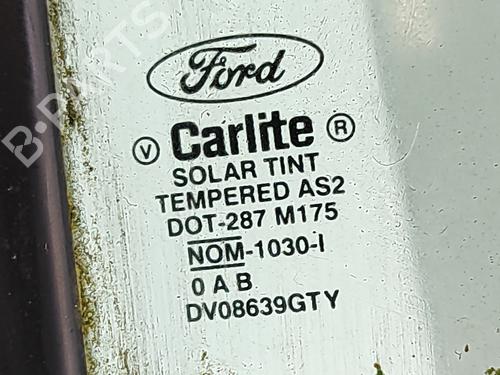 Ford
V Carlite R
SOLAR TINT
TEMPERED AS2
DOT-287 M175
NOM-1030-I
0 A B
DV08639GTY
B-PARTS